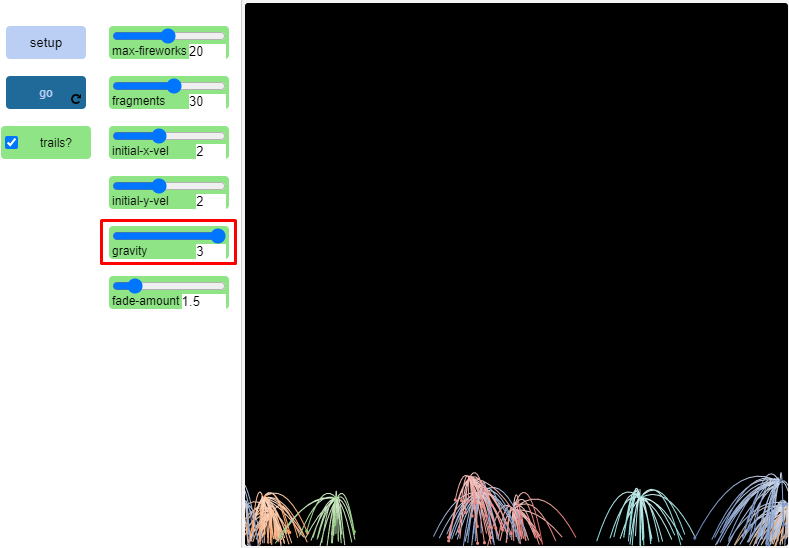 setup
go
trails?
max-fireworks 20
fragments 30
initial-x-vel 2
initial-y-vel 2
gravity 3
fade-amount 1.5